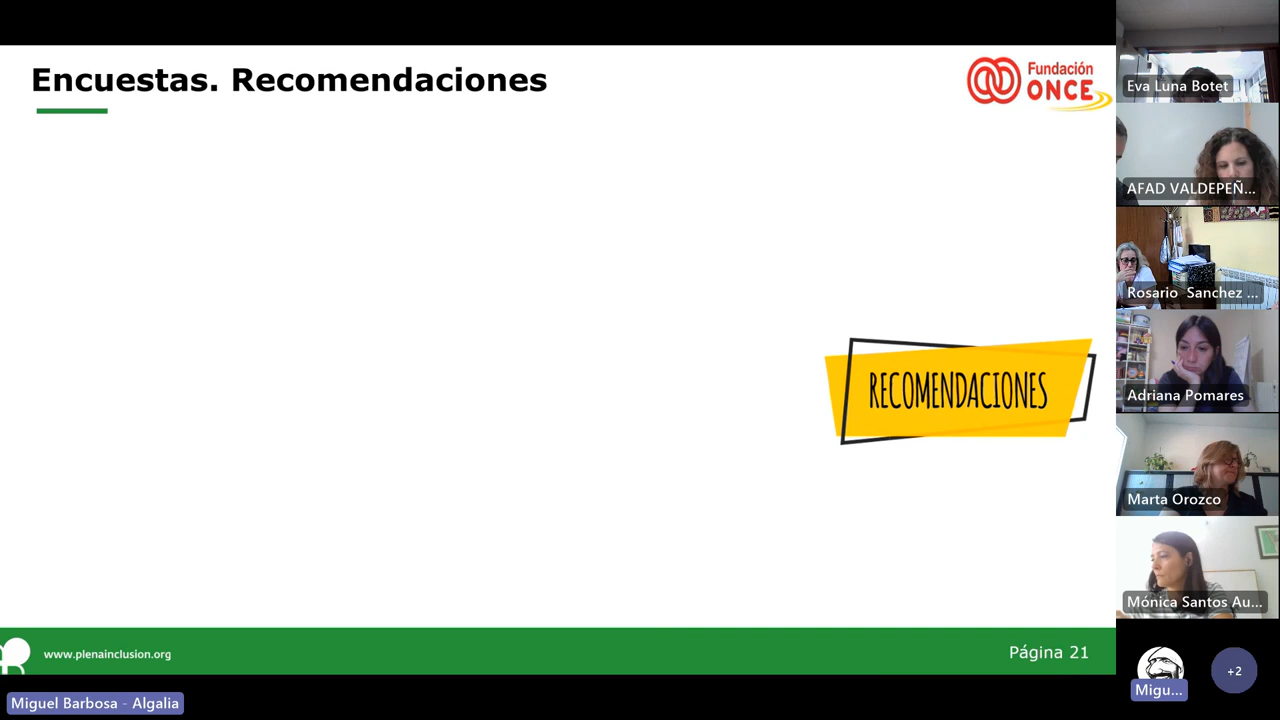 Encuestas. Recomendaciones
Fundación
ONCE
RECOMENDACIONES
www.plenainclusion.org
Página 21
Miguel Barbosa - Algalia
Eva Luna Botet
AFAD VALDEPEÑ...
Rosario Sanchez ...
Adriana Pomares
Marta Orozco
Mónica Santos Au...
Migu...
+2